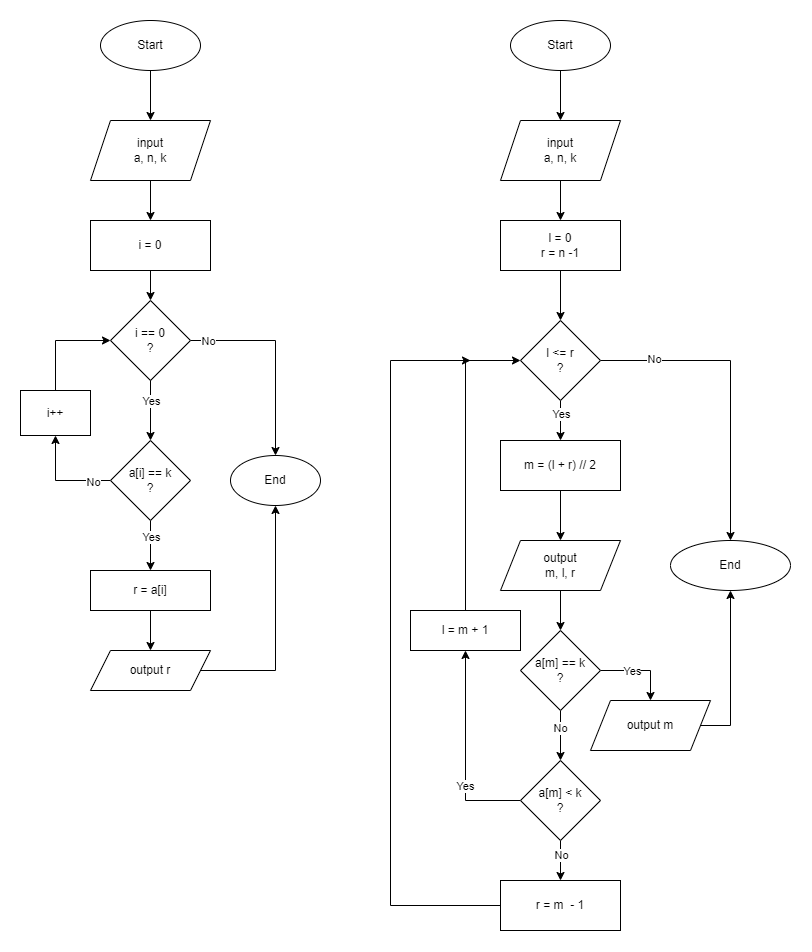 Start
input
a, n, k
i = 0
i == 0
?
No
Yes
i++
a[i] == k
?
No
Yes
End
r = a[i]
output r
Start
input
a, n, k
l = 0
r = n -1
l <= r
?
No
Yes
m = (l + r) // 2
output
m, l, r
End
l = m + 1
a[m] == k
?
Yes
output m
No
a[m] < k
?
Yes
No
r = m  - 1